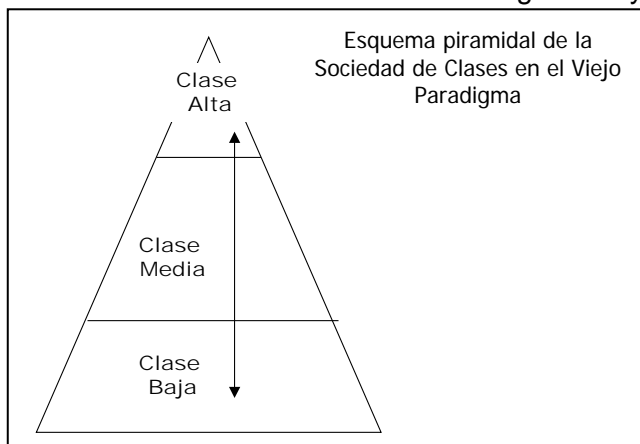 Esquema piramidal de la
Sociedad de Clases en el Viejo
Paradigma
Clase
Alta
Clase
Media
Clase
Baja